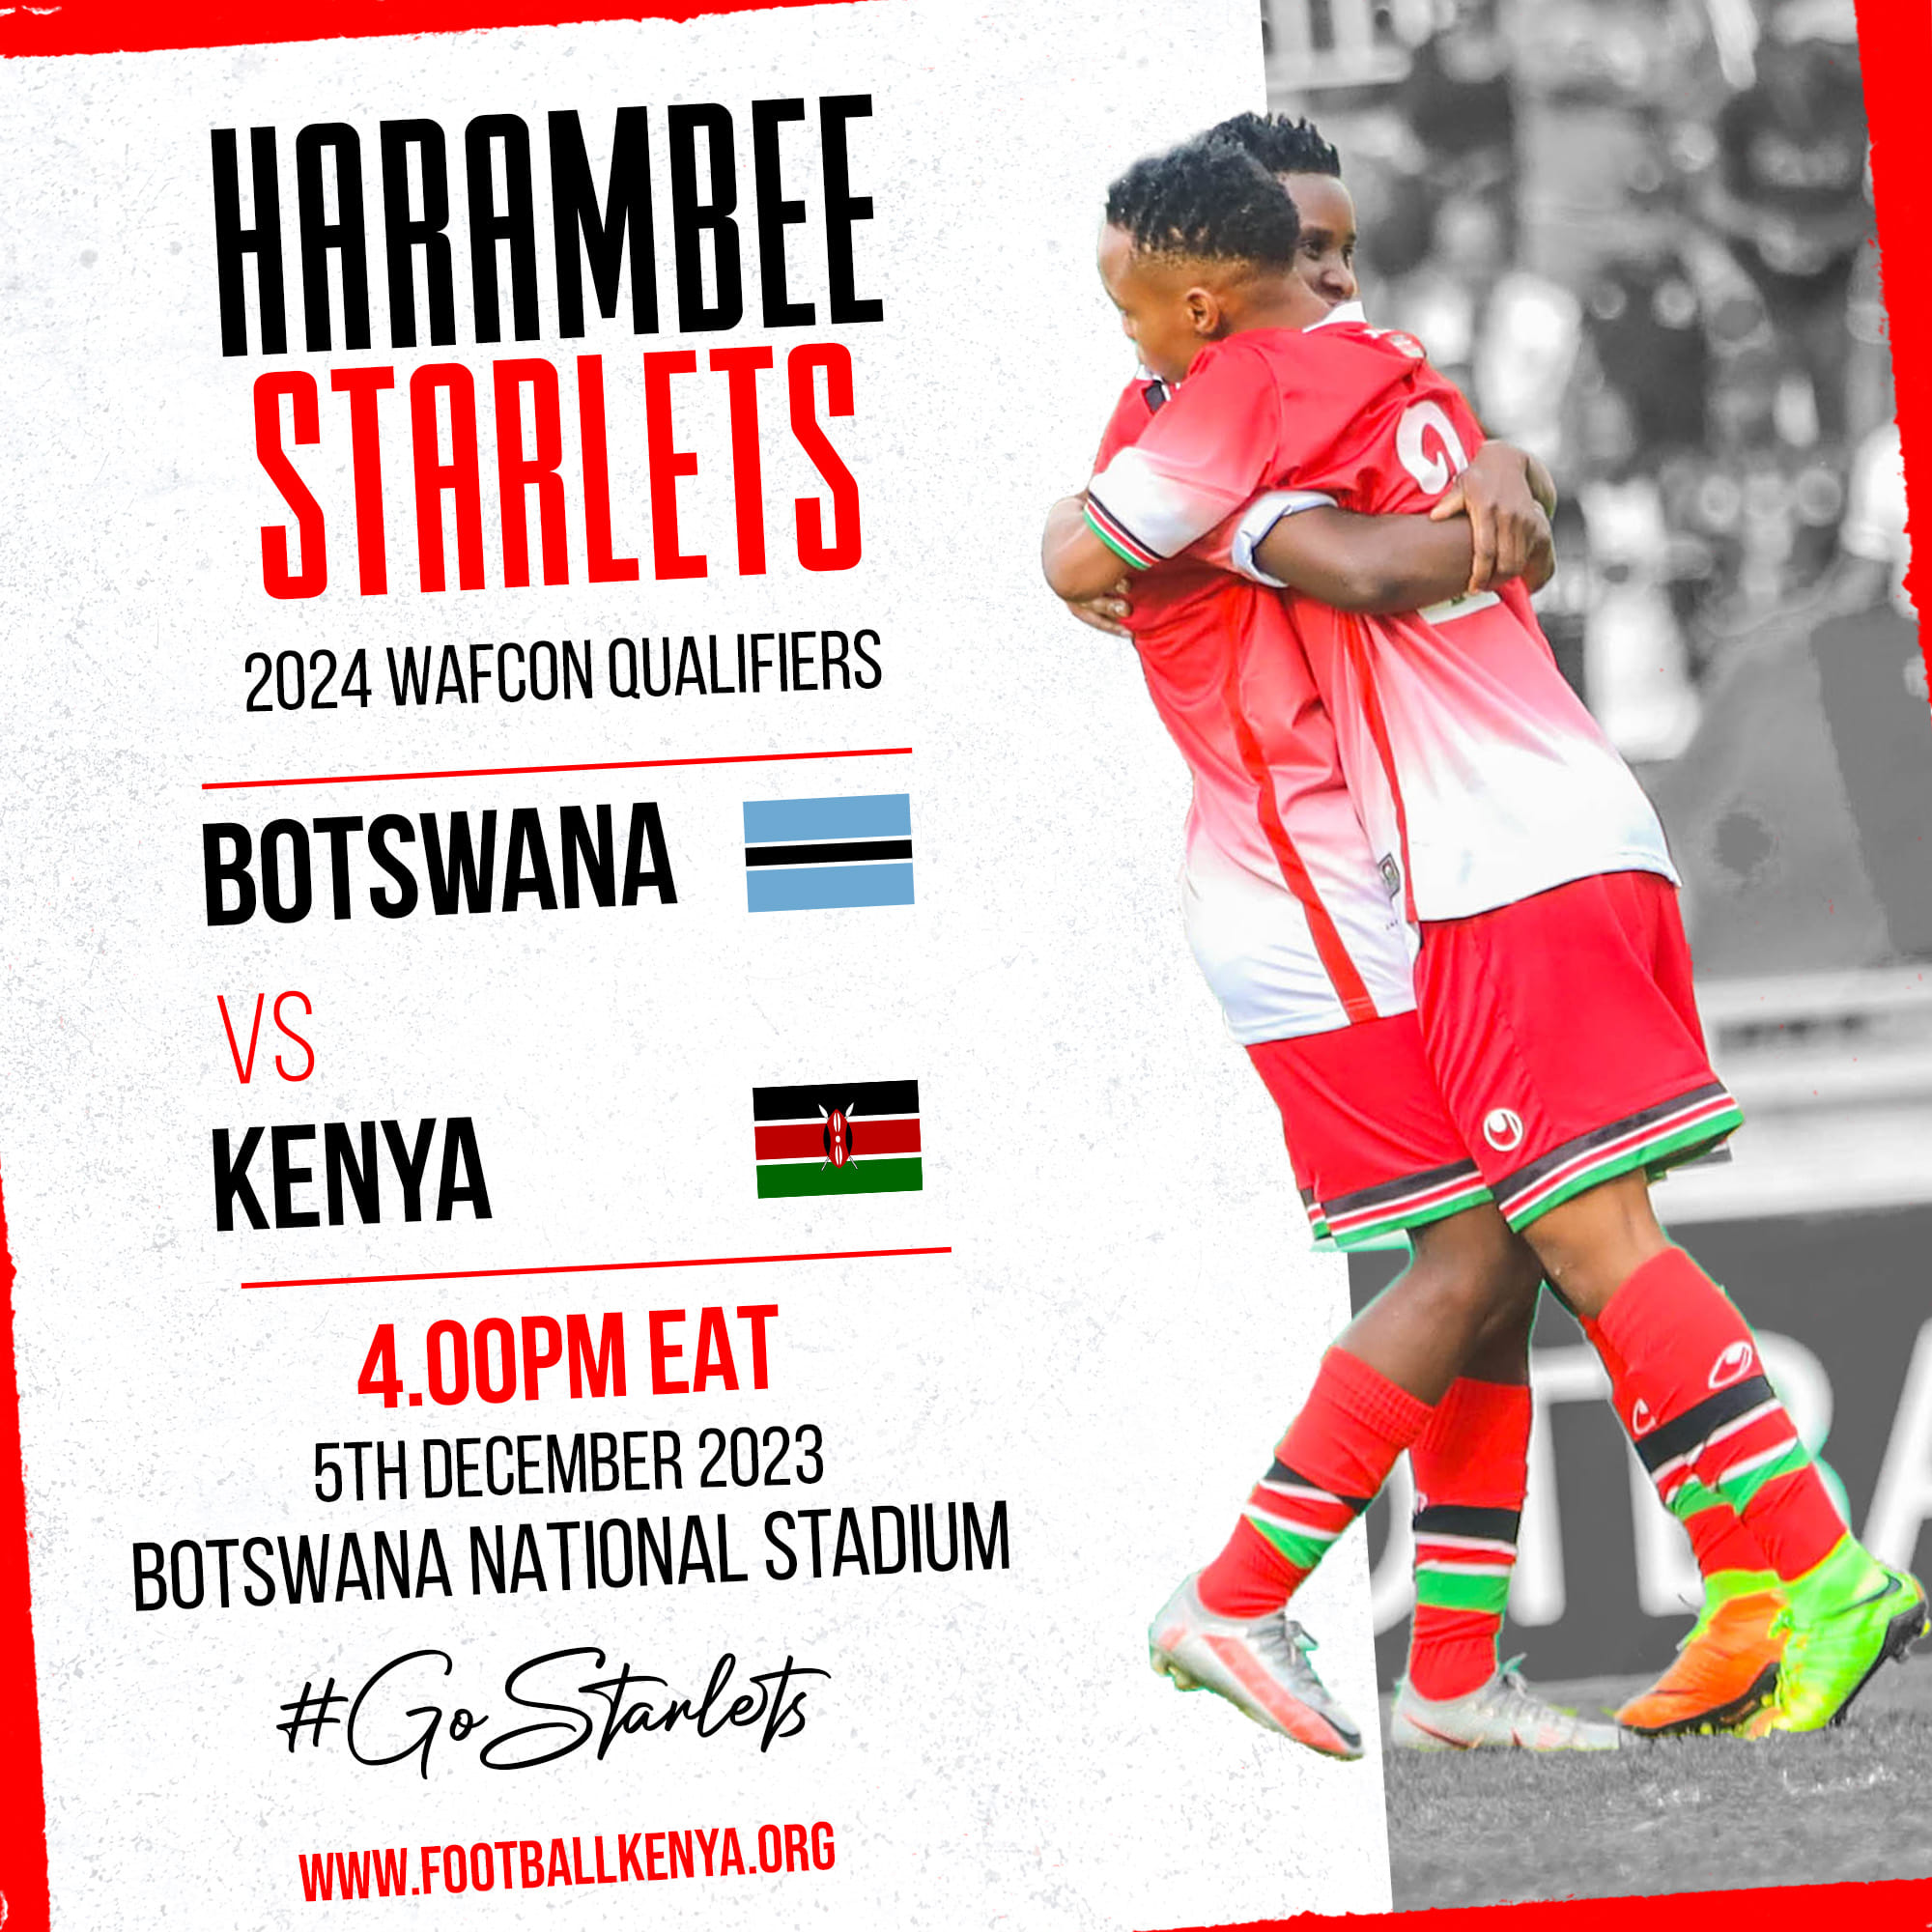 HARAMBEE
STARLETS
2024 WAFCON QUALIFIERS
BOTSWANA
VS
KENYA
4.00PM EAT
5TH DECEMBER 2023
BOTSWANA NATIONAL STADIUM
#GoStarlets
WWW.FOOTBALLKENYA.ORG